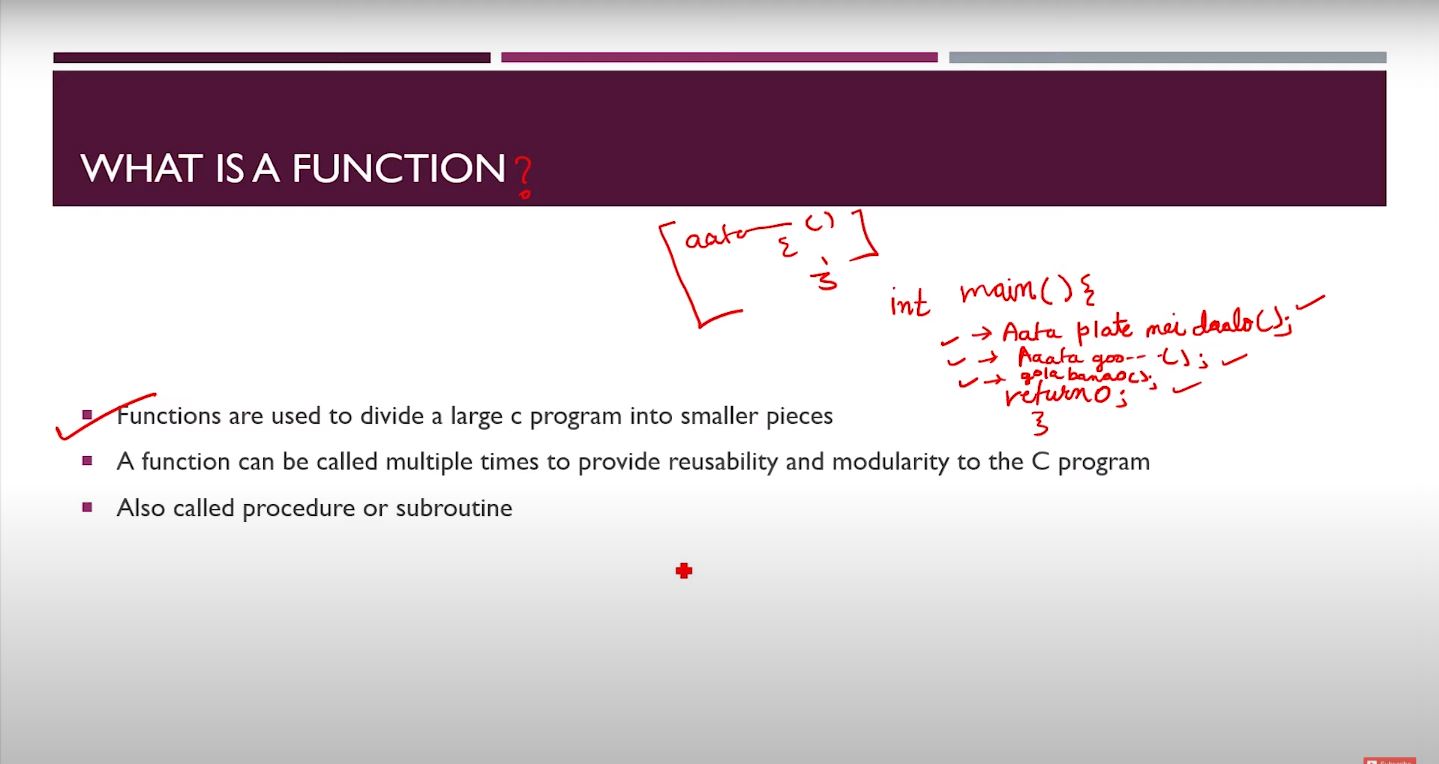 WHAT IS A FUNCTION?
aata ()
{
}
int main(){
→ Aata plate mei daalo();
→ Aaata goo-- -();
→ gola banao();
return 0;
}
Functions are used to divide a large c program into smaller pieces
A function can be called multiple times to provide reusability and modularity to the C program
Also called procedure or subroutine